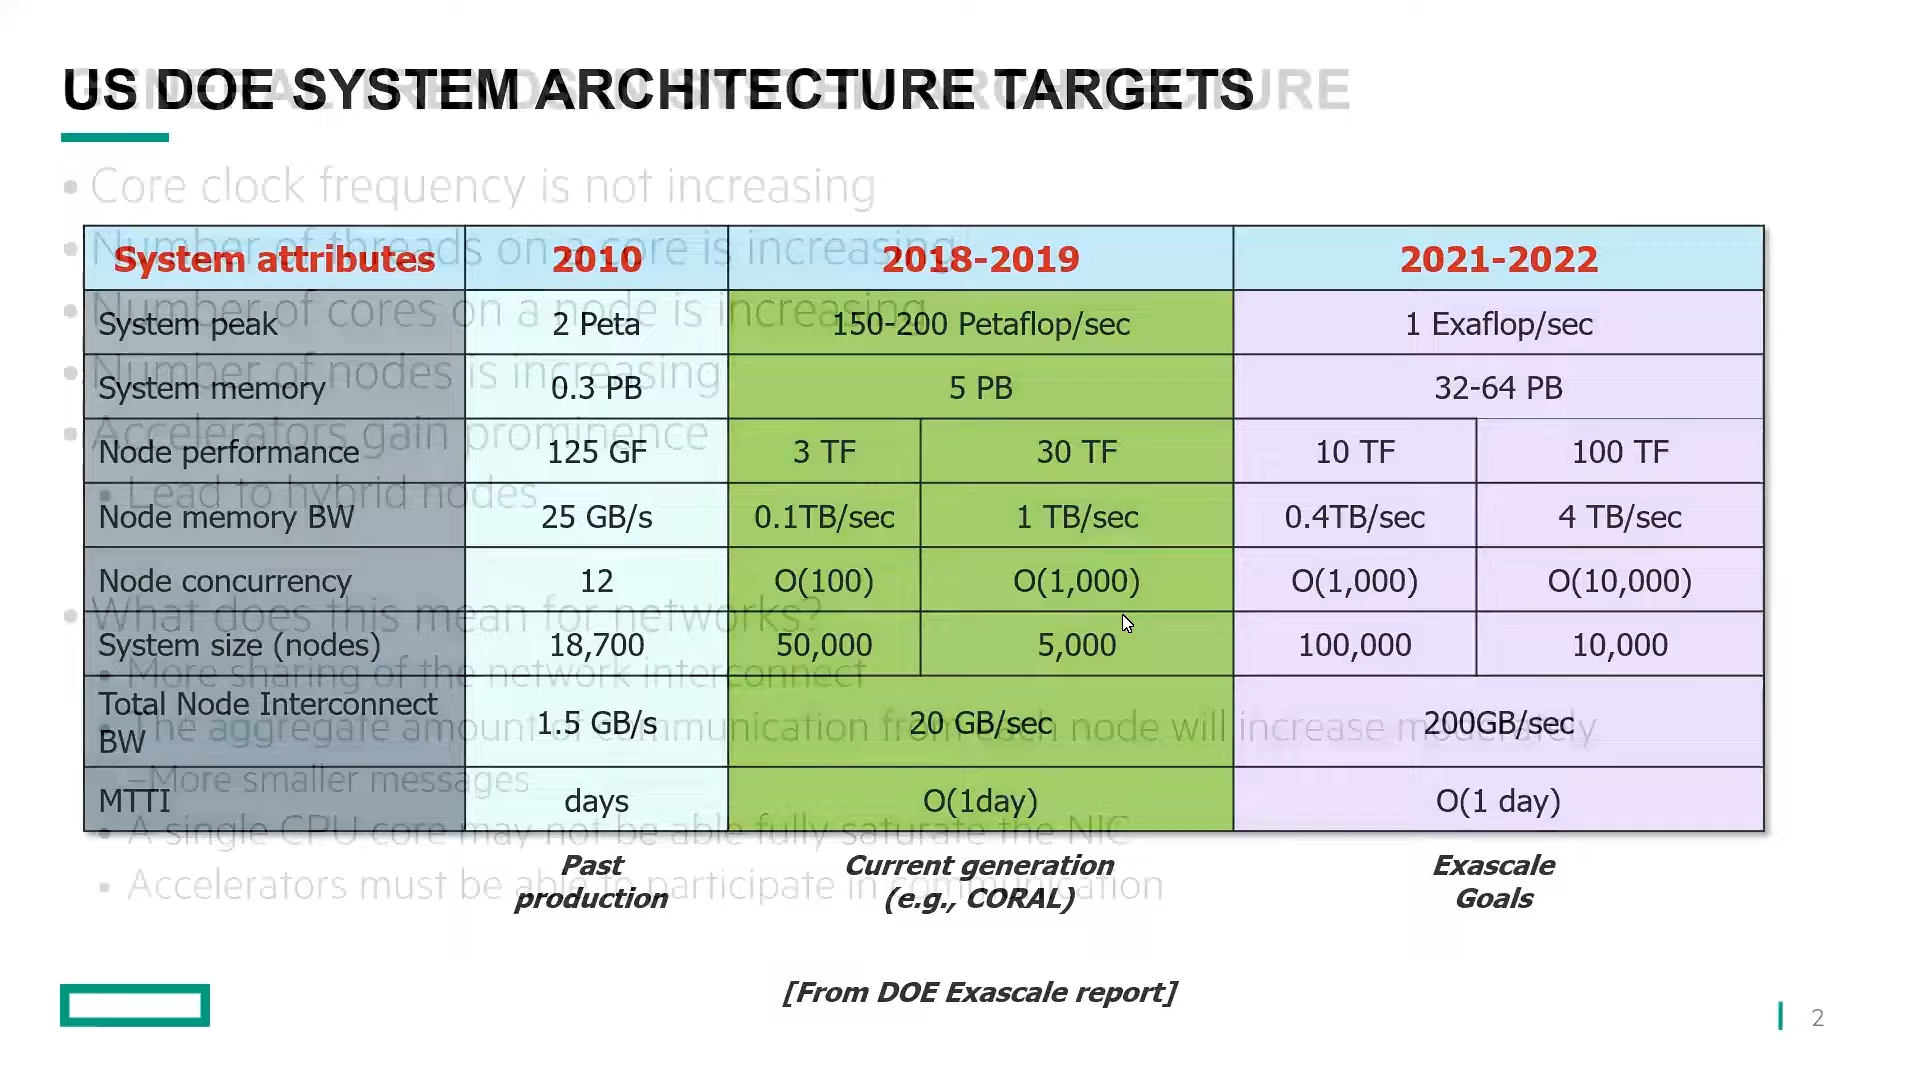 US DOE SYSTEM ARCHITECTURE TARGETS
GENERAL TRENDS IN SYSTEM ARCHITECTURE
System attributes 2010 2018-2019 2021-2022
System peak 2 Peta 150-200 Petaflop/sec 1 Exaflop/sec
System memory 0.3 PB 5 PB 32-64 PB
Node performance 125 GF 3 TF 30 TF 10 TF 100 TF
Node memory BW 25 GB/s 0.1TB/sec 1 TB/sec 0.4TB/sec 4 TB/sec
Node concurrency 12 O(100) O(1,000) O(1,000) O(10,000)
System size (nodes) 18,700 50,000 5,000 100,000 10,000
Total Node Interconnect
BW 1.5 GB/s 20 GB/sec 200GB/sec
MTTI days O(1day) O(1 day)
Past Current generation Exascale
production (e.g., CORAL) Goals
[From DOE Exascale report]
2
• Core clock frequency is not increasing
• Number of threads on a core is increasing
• Number of cores on a node is increasing
• Number of nodes is increasing
• Accelerators gain prominence
• Lead to hybrid nodes
• What does this mean for networks?
• More sharing of the network interconnect
• The aggregate amount of communication from each node will increase moderately
–More smaller messages
• A single CPU core may not be able fully saturate the NIC
• Accelerators must be able to participate in communication